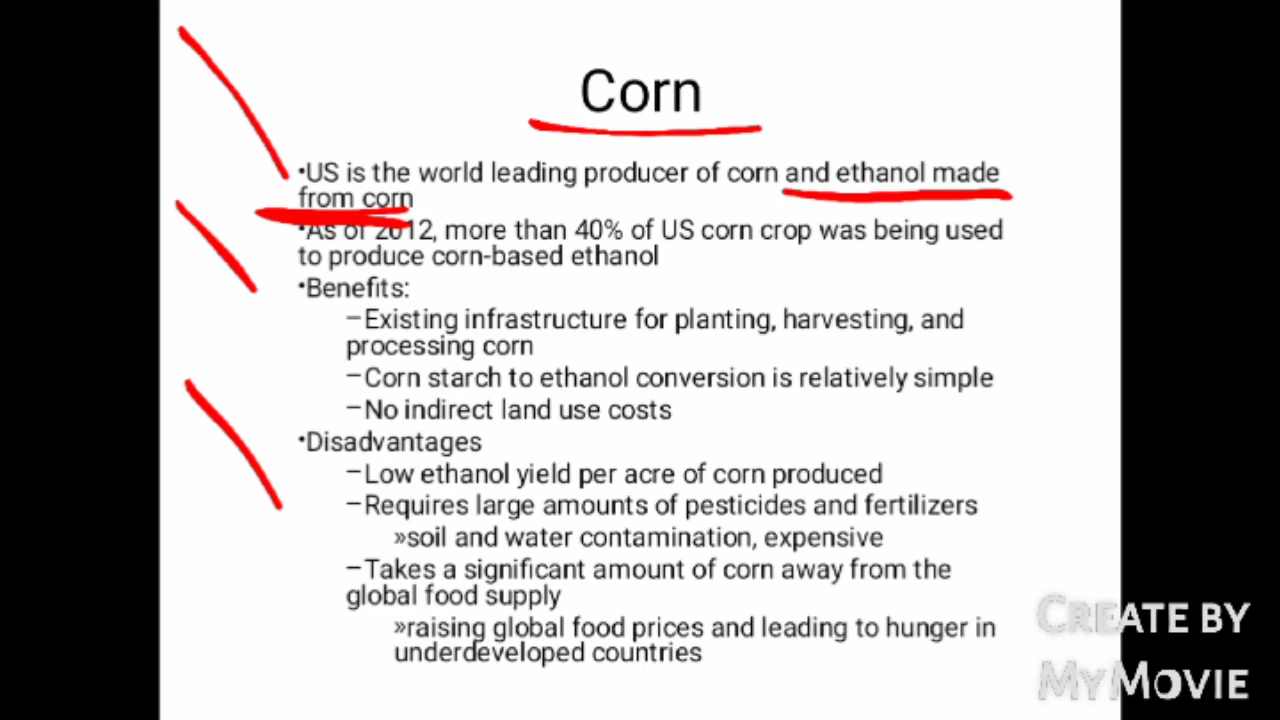 Corn
•US is the world leading producer of corn and ethanol made
from corn
•As of 2012, more than 40% of US corn crop was being used
to produce corn-based ethanol
•Benefits:
–Existing infrastructure for planting, harvesting, and
processing corn
–Corn starch to ethanol conversion is relatively simple
–No indirect land use costs
•Disadvantages
–Low ethanol yield per acre of corn produced
–Requires large amounts of pesticides and fertilizers
»soil and water contamination, expensive
–Takes a significant amount of corn away from the
global food supply
»raising global food prices and leading to hunger in
underdeveloped countries
CREATE BY
MYMOVIE